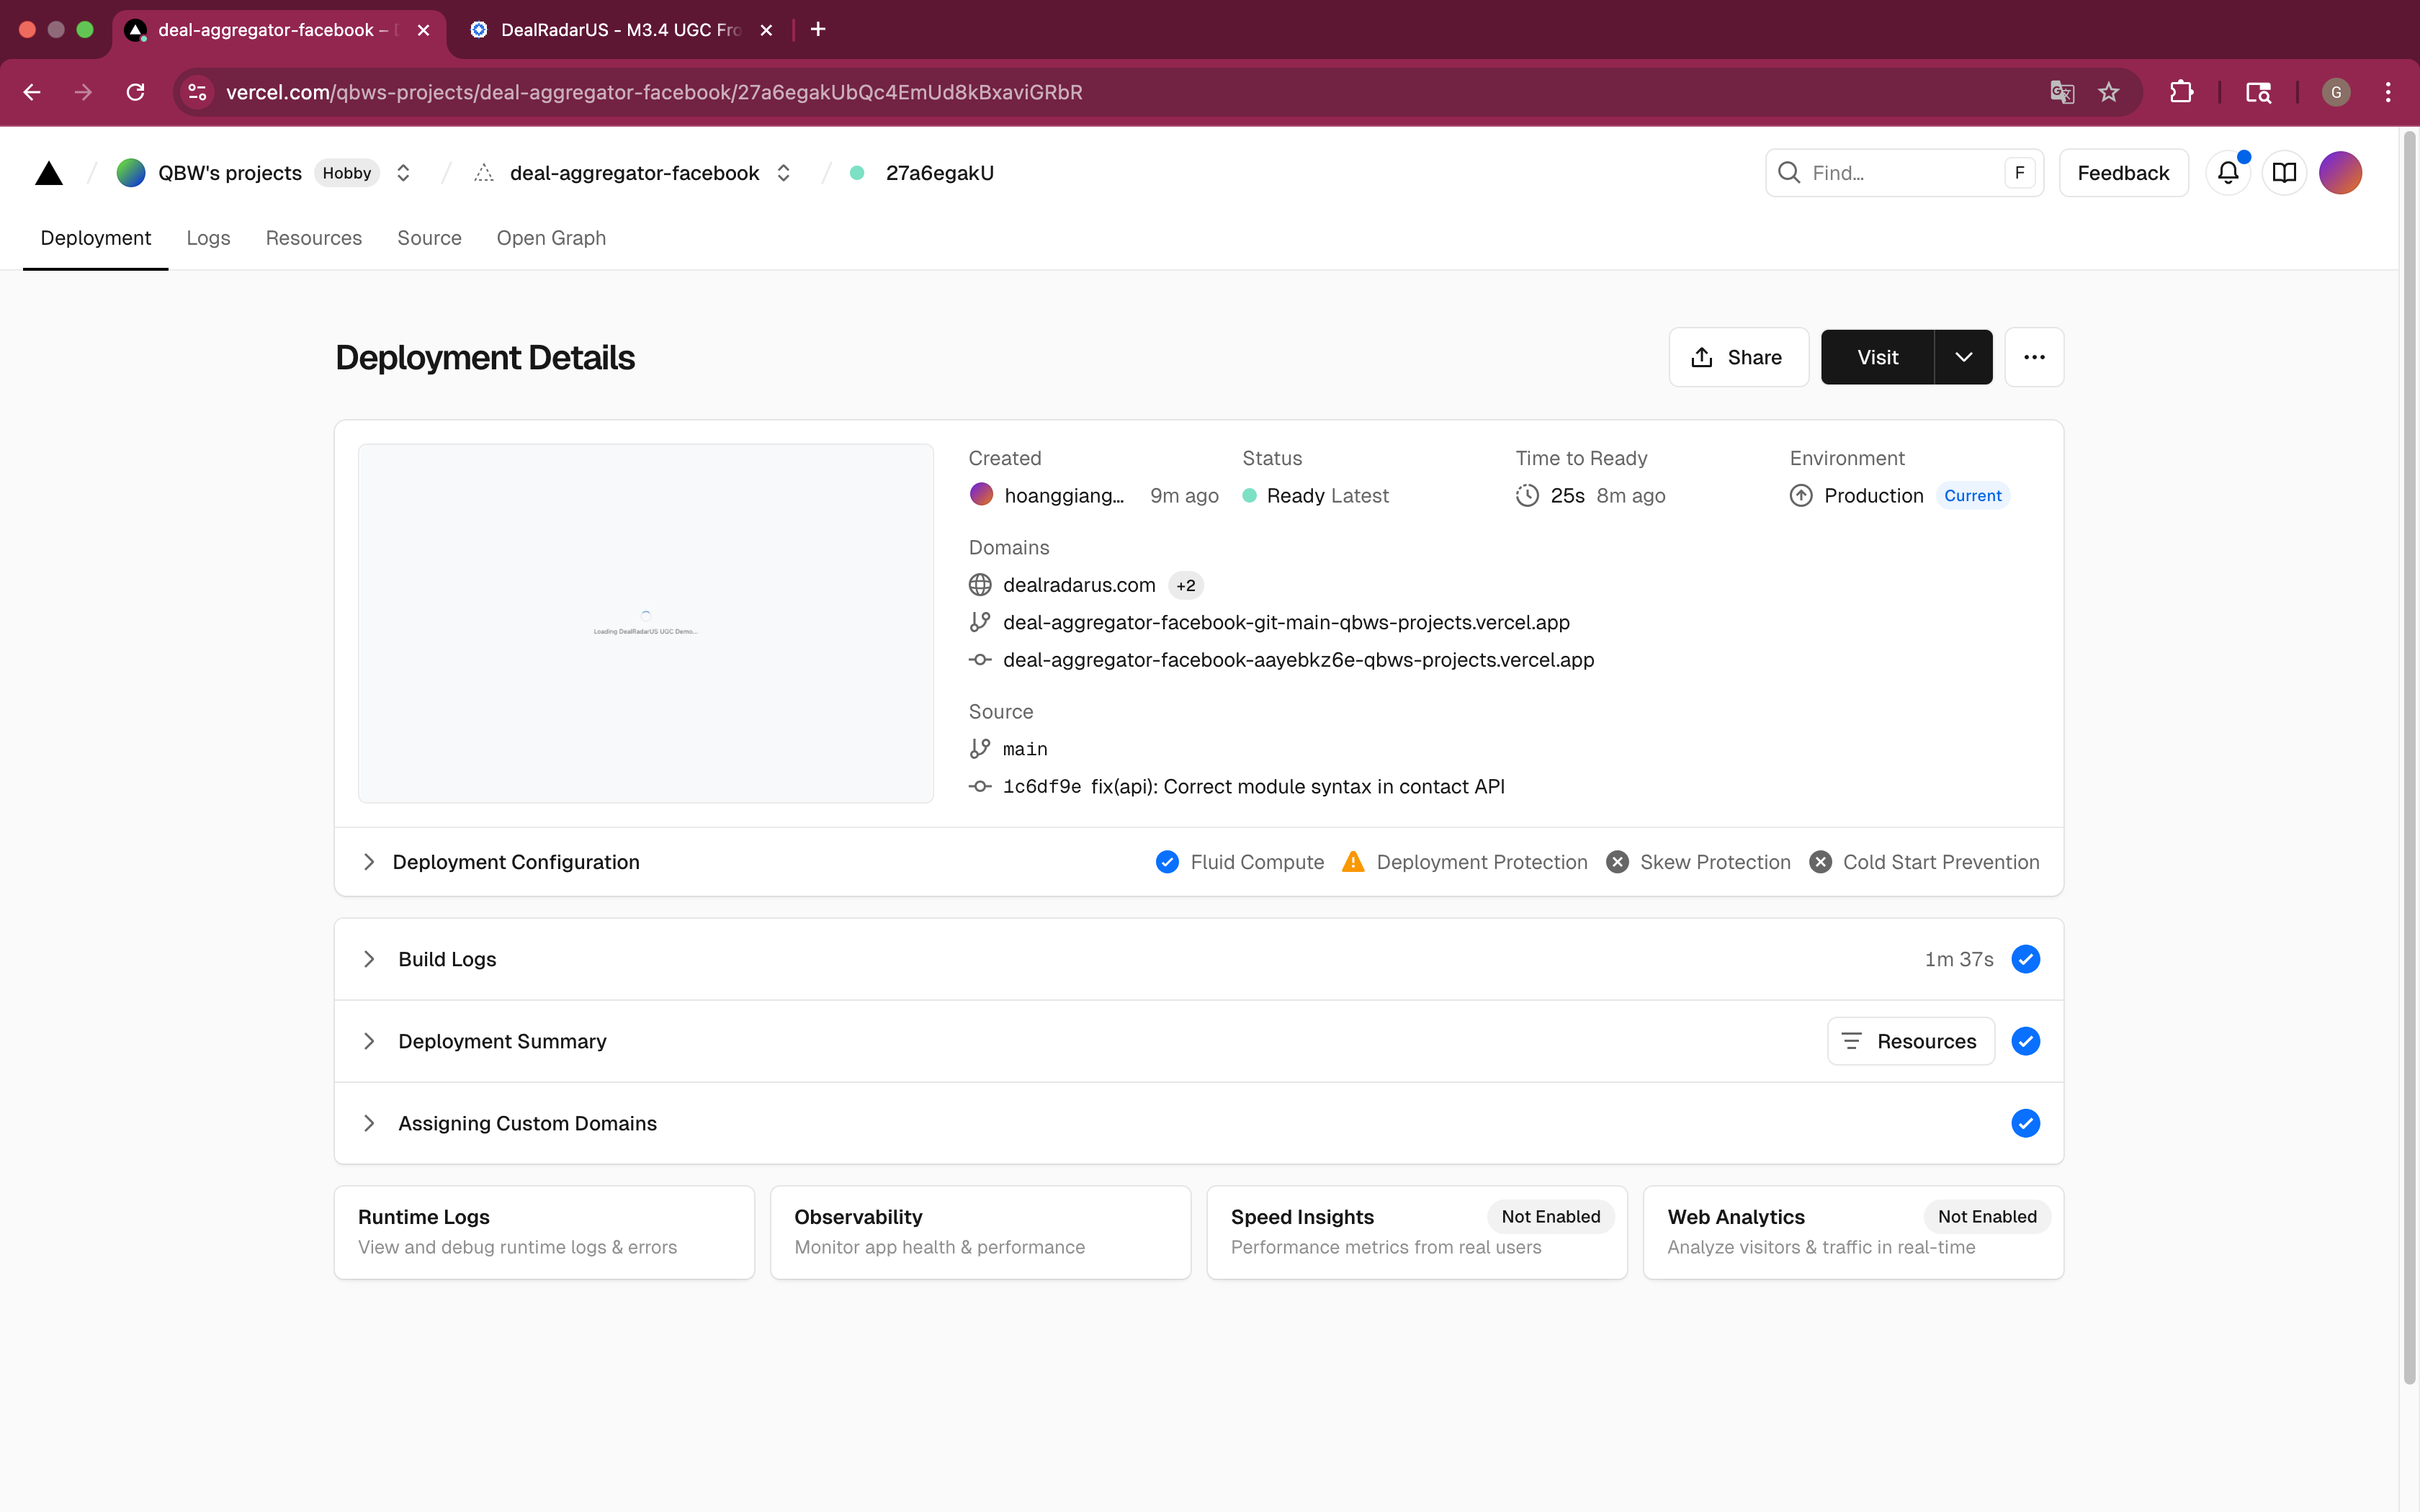 deal-aggregator-facebook –
DealRadarUS - M3.4 UGC Fro
vercel.com/qbws-projects/deal-aggregator-facebook/27a6egakUbQc4EmUd8kBxaviGRbR
G
QBW's projects Hobby
deal-aggregator-facebook
27a6egakU
Find... F
Feedback
Deployment Logs Resources Source Open Graph
Deployment Details
Share
Visit
Loading DealRadarUS UGC Demo...
Created Status Time to Ready Environment
hoanggiang... 9m ago Ready Latest 25s 8m ago Production Current
Domains
dealradarus.com +2
deal-aggregator-facebook-git-main-qbws-projects.vercel.app
deal-aggregator-facebook-aayebkz6e-qbws-projects.vercel.app
Source
main
1c6df9e fix(api): Correct module syntax in contact API
Deployment Configuration Fluid Compute Deployment Protection Skew Protection Cold Start Prevention
Build Logs 1m 37s
Deployment Summary Resources
Assigning Custom Domains
Runtime Logs
View and debug runtime logs & errors
Observability
Monitor app health & performance
Speed Insights Not Enabled
Performance metrics from real users
Web Analytics Not Enabled
Analyze visitors & traffic in real-time